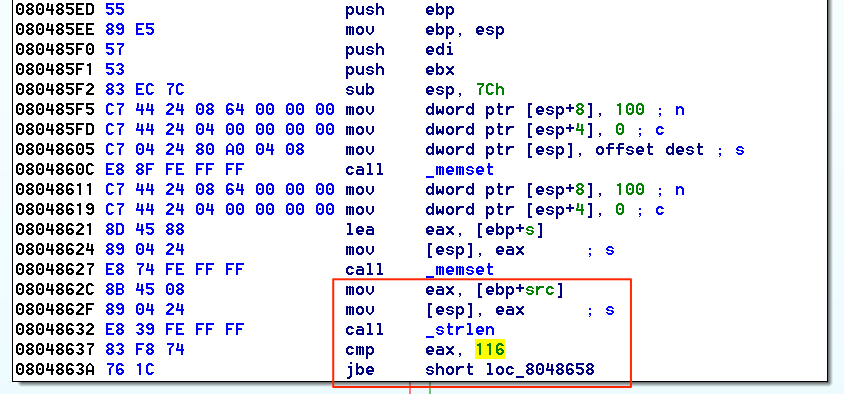 080485ED 55 push ebp
080485EE 89 E5 mov ebp, esp
080485F0 57 push edi
080485F1 53 push ebx
080485F2 83 EC 7C sub esp, 7Ch
080485F5 C7 44 24 08 64 00 00 00 mov dword ptr [esp+8], 100 ; n
080485FD C7 44 24 04 00 00 00 00 mov dword ptr [esp+4], 0 ; c
08048605 C7 04 24 80 A0 04 08 mov dword ptr [esp], offset dest ; s
0804860C E8 8F FE FF FF call _memset
08048611 C7 44 24 08 64 00 00 00 mov dword ptr [esp+8], 100 ; n
08048619 C7 44 24 04 00 00 00 00 mov dword ptr [esp+4], 0 ; c
08048621 8D 45 88 lea eax, [ebp+s]
08048624 89 04 24 mov [esp], eax ; s
08048627 E8 74 FE FF FF call _memset
0804862C 8B 45 08 mov eax, [ebp+src]
0804862F 89 04 24 mov [esp], eax ; s
08048632 E8 39 FE FF FF call _strlen
08048637 83 F8 74 cmp eax, 116
0804863A 76 1C jbe short loc_8048658